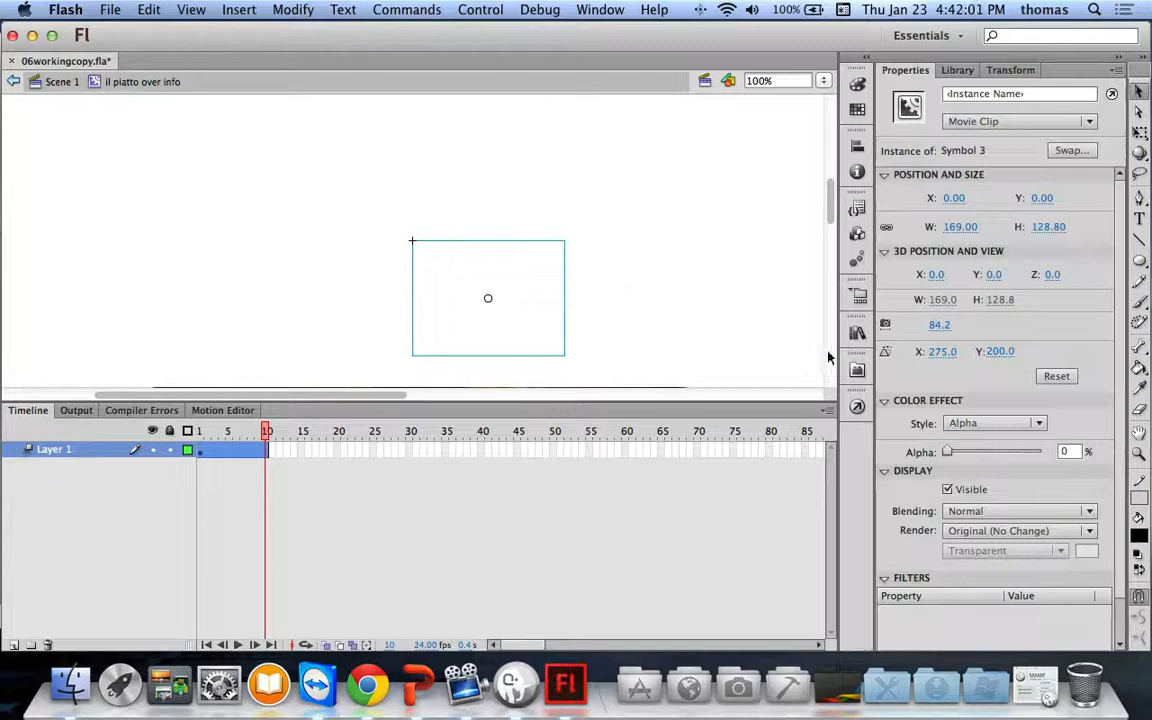 Flash File Edit View Insert Modify Text Commands Control Debug Window Help 100% Thu Jan 23 4:42:01 PM thomas
Fl Essentials
06workingcopy.fla*
Scene 1 il piatto over info 100%
Properties Library Transform
‹Instance Name›
Movie Clip
Instance of: Symbol 3 Swap...
POSITION AND SIZE
X: 0.00 Y: 0.00
W: 169.00 H: 128.80
3D POSITION AND VIEW
X: 0.0 Y: 0.0 Z: 0.0
W: 169.0 H: 128.8
84.2
X: 275.0 Y: 200.0
Reset
COLOR EFFECT
Style: Alpha
Alpha: 0 %
DISPLAY
Visible
Blending: Normal
Render: Original (No Change)
Transparent
FILTERS
Property Value
Timeline Output Compiler Errors Motion Editor
1 5 10 15 20 25 30 35 40 45 50 55 60 65 70 75 80 85
Layer 1
10 24.00 fps 0.4 s
Fl
MAMP